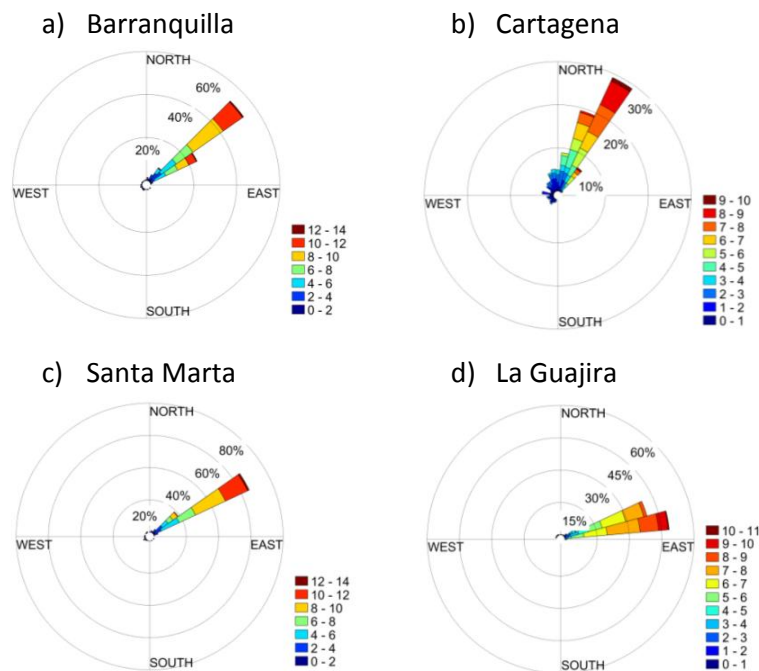 a) Barranquilla
NORTH
60%
40%
20%
WEST
EAST
SOUTH
12 - 14
10 - 12
8 - 10
6 - 8
4 - 6
2 - 4
0 - 2
b) Cartagena
NORTH
30%
20%
10%
WEST
EAST
SOUTH
9 - 10
8 - 9
7 - 8
6 - 7
5 - 6
4 - 5
3 - 4
2 - 3
1 - 2
0 - 1
c) Santa Marta
NORTH
80%
60%
40%
20%
WEST
EAST
SOUTH
12 - 14
10 - 12
8 - 10
6 - 8
4 - 6
2 - 4
0 - 2
d) La Guajira
NORTH
60%
45%
30%
15%
WEST
EAST
SOUTH
10 - 11
9 - 10
8 - 9
7 - 8
6 - 7
5 - 6
4 - 5
3 - 4
2 - 3
1 - 2
0 - 1